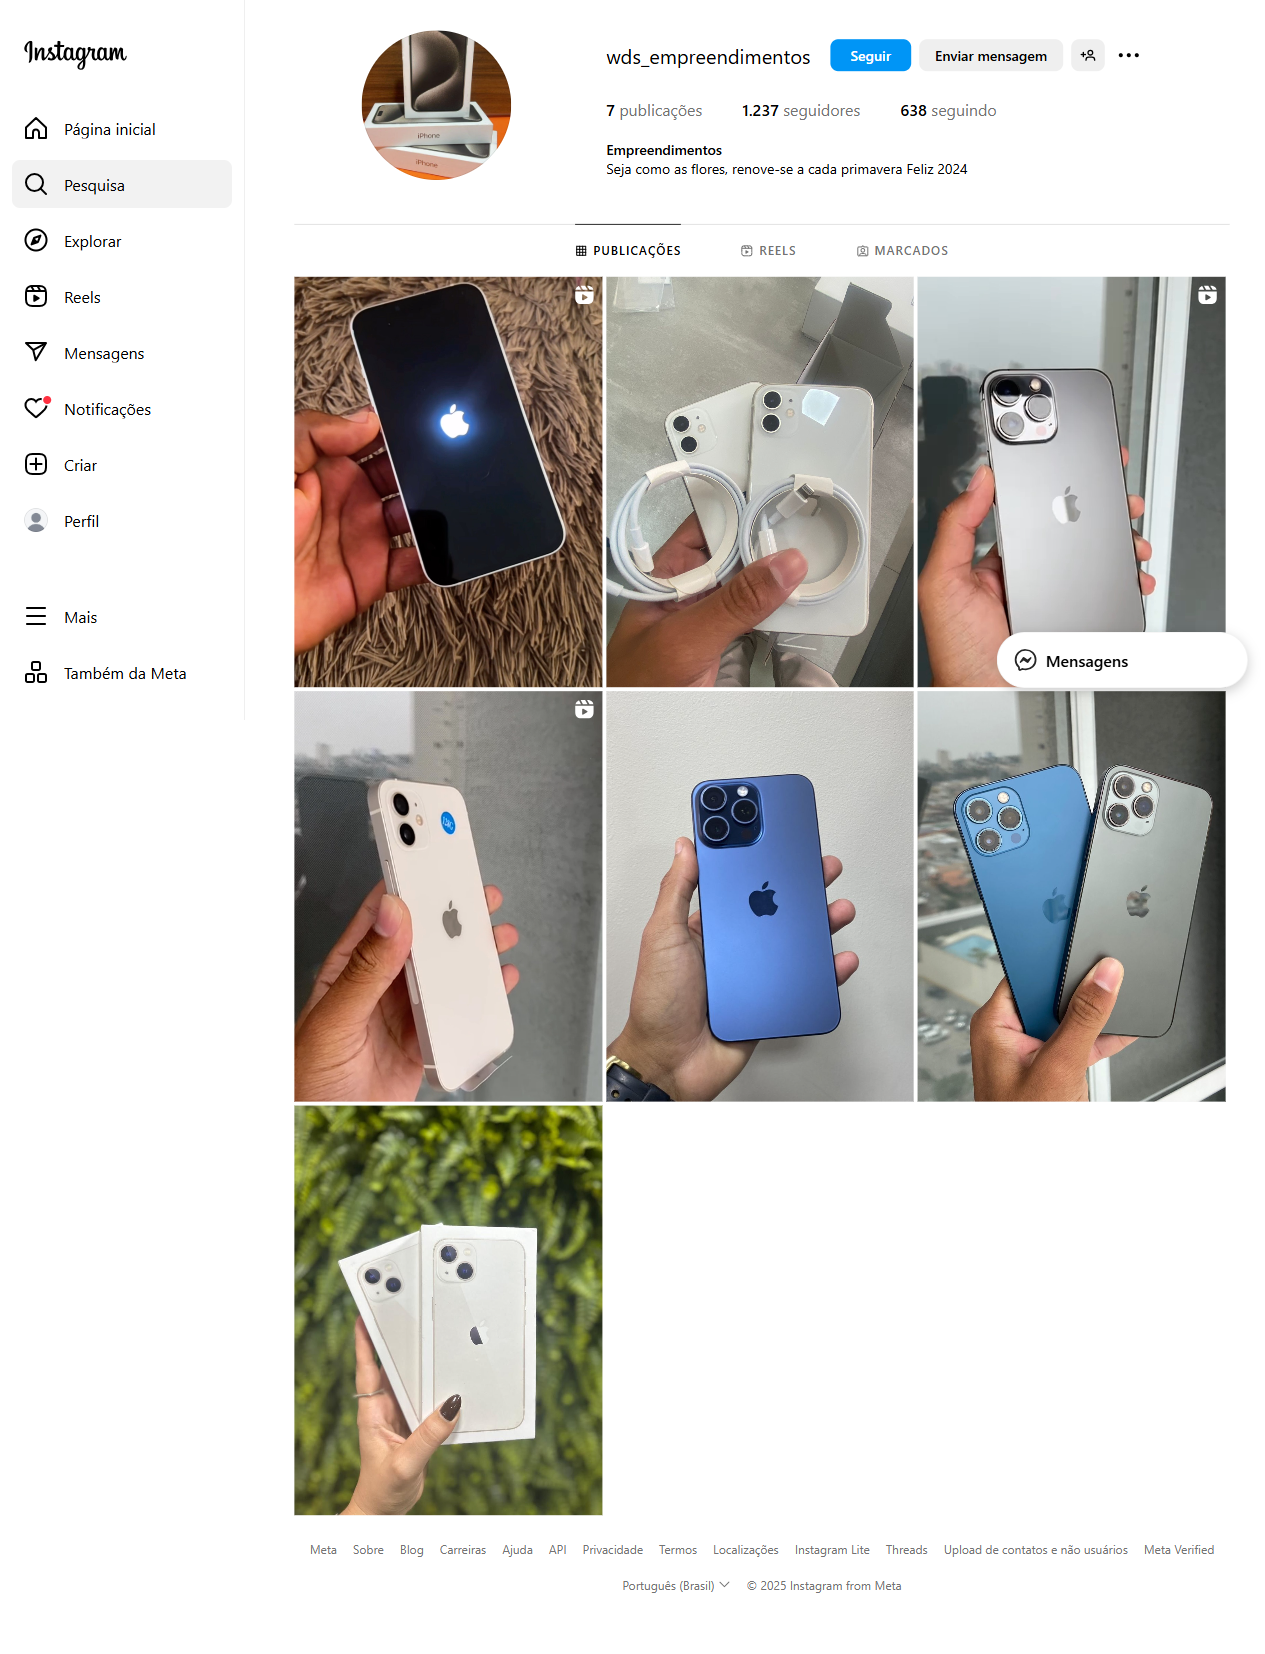 Instagram
Página inicial
Pesquisa
Explorar
Reels
Mensagens
Notificações
Criar
Perfil
Mais
Também da Meta
wds_empreendimentos Seguir Enviar mensagem
7 publicações 1.237 seguidores 638 seguindo
Empreendimentos
Seja como as flores, renove-se a cada primavera Feliz 2024
iPhone
iPhone
PUBLICAÇÕES REELS MARCADOS
Mensagens
Meta Sobre Blog Carreiras Ajuda API Privacidade Termos Localizações Instagram Lite Threads Upload de contatos e não usuários Meta Verified
Português (Brasil) © 2025 Instagram from Meta